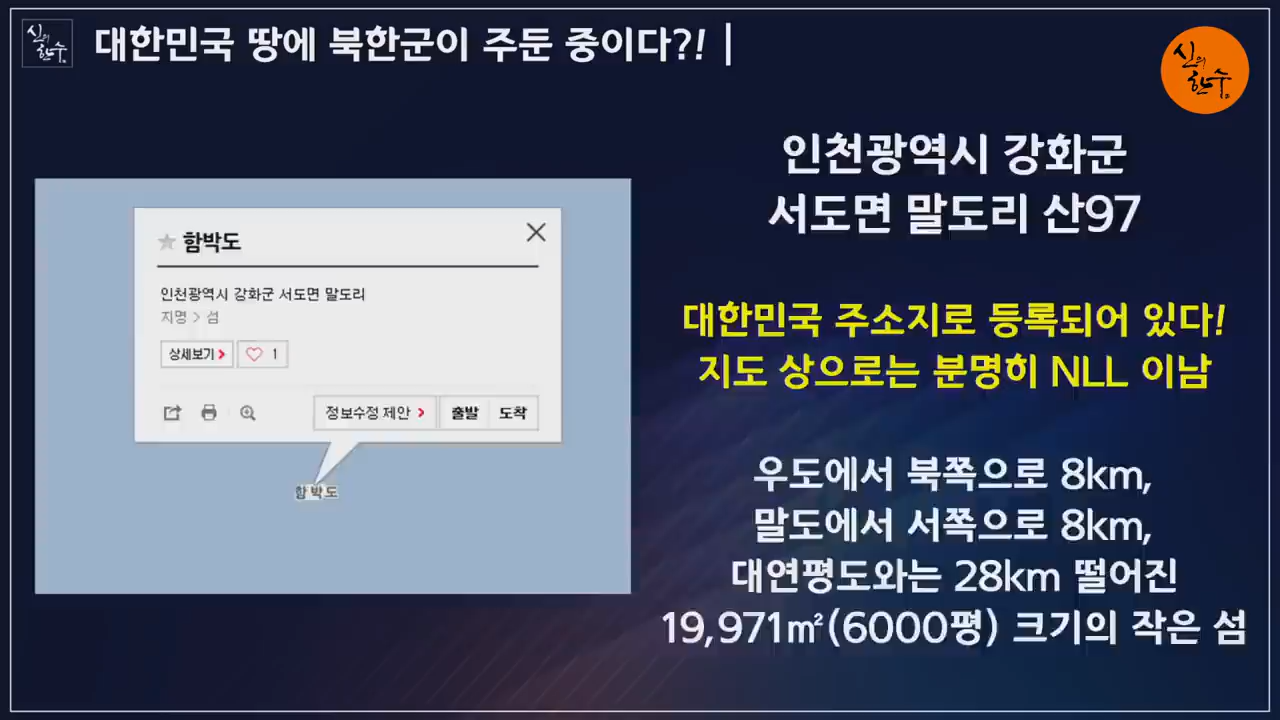 신의한수
대한민국 땅에 북한군이 주둔 중이다?!
신의한수
인천광역시 강화군
서도면 말도리 산97
함박도
인천광역시 강화군 서도면 말도리
지명 > 섬
상세보기 > ♡ 1
정보수정 제안 > 출발 도착
함박도
대한민국 주소지로 등록되어 있다!
지도 상으로는 분명히 NLL 이남
우도에서 북쪽으로 8km,
말도에서 서쪽으로 8km,
대연평도와는 28km 떨어진
19,971㎡(6000평) 크기의 작은 섬